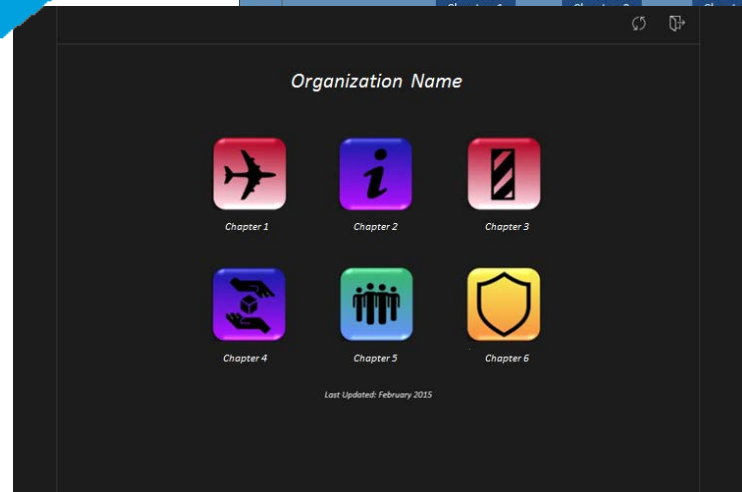 Organization Name
Chapter 1 Chapter 2 Chapter 3
Chapter 4 Chapter 5 Chapter 6
Last Updated: February 2015